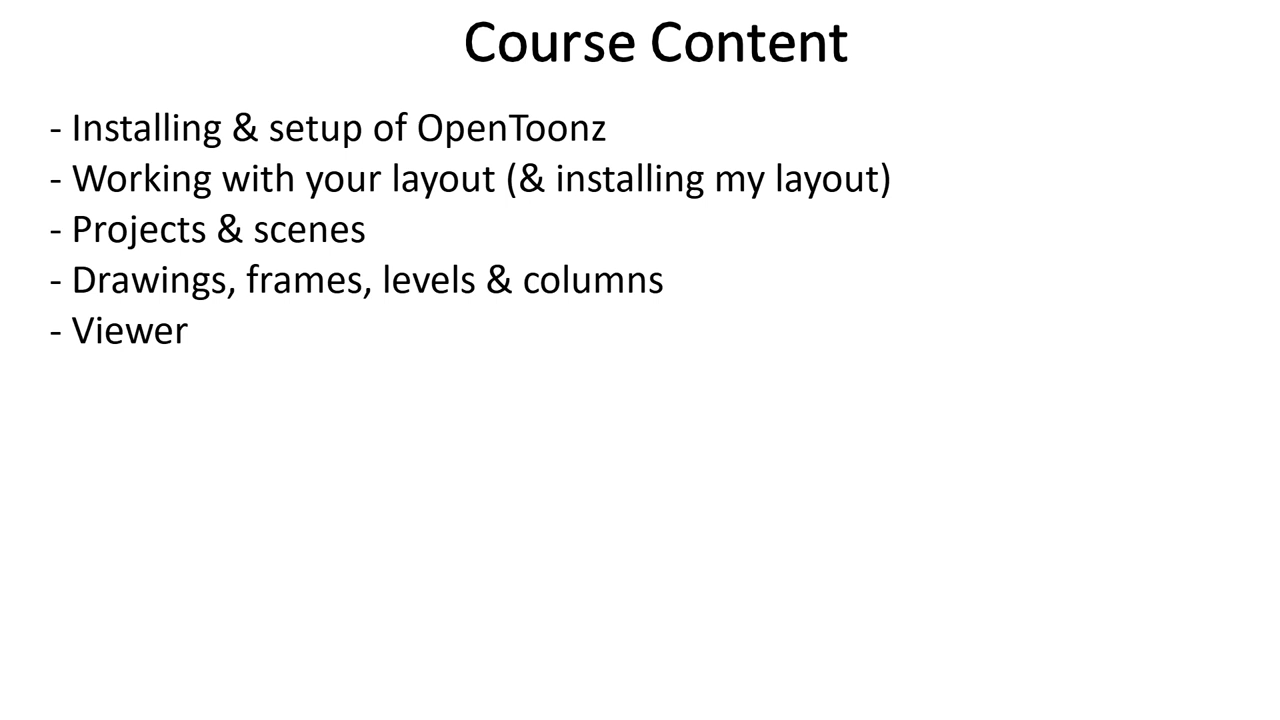 Course Content
- Installing & setup of OpenToonz
- Working with your layout (& installing my layout)
- Projects & scenes
- Drawings, frames, levels & columns
- Viewer